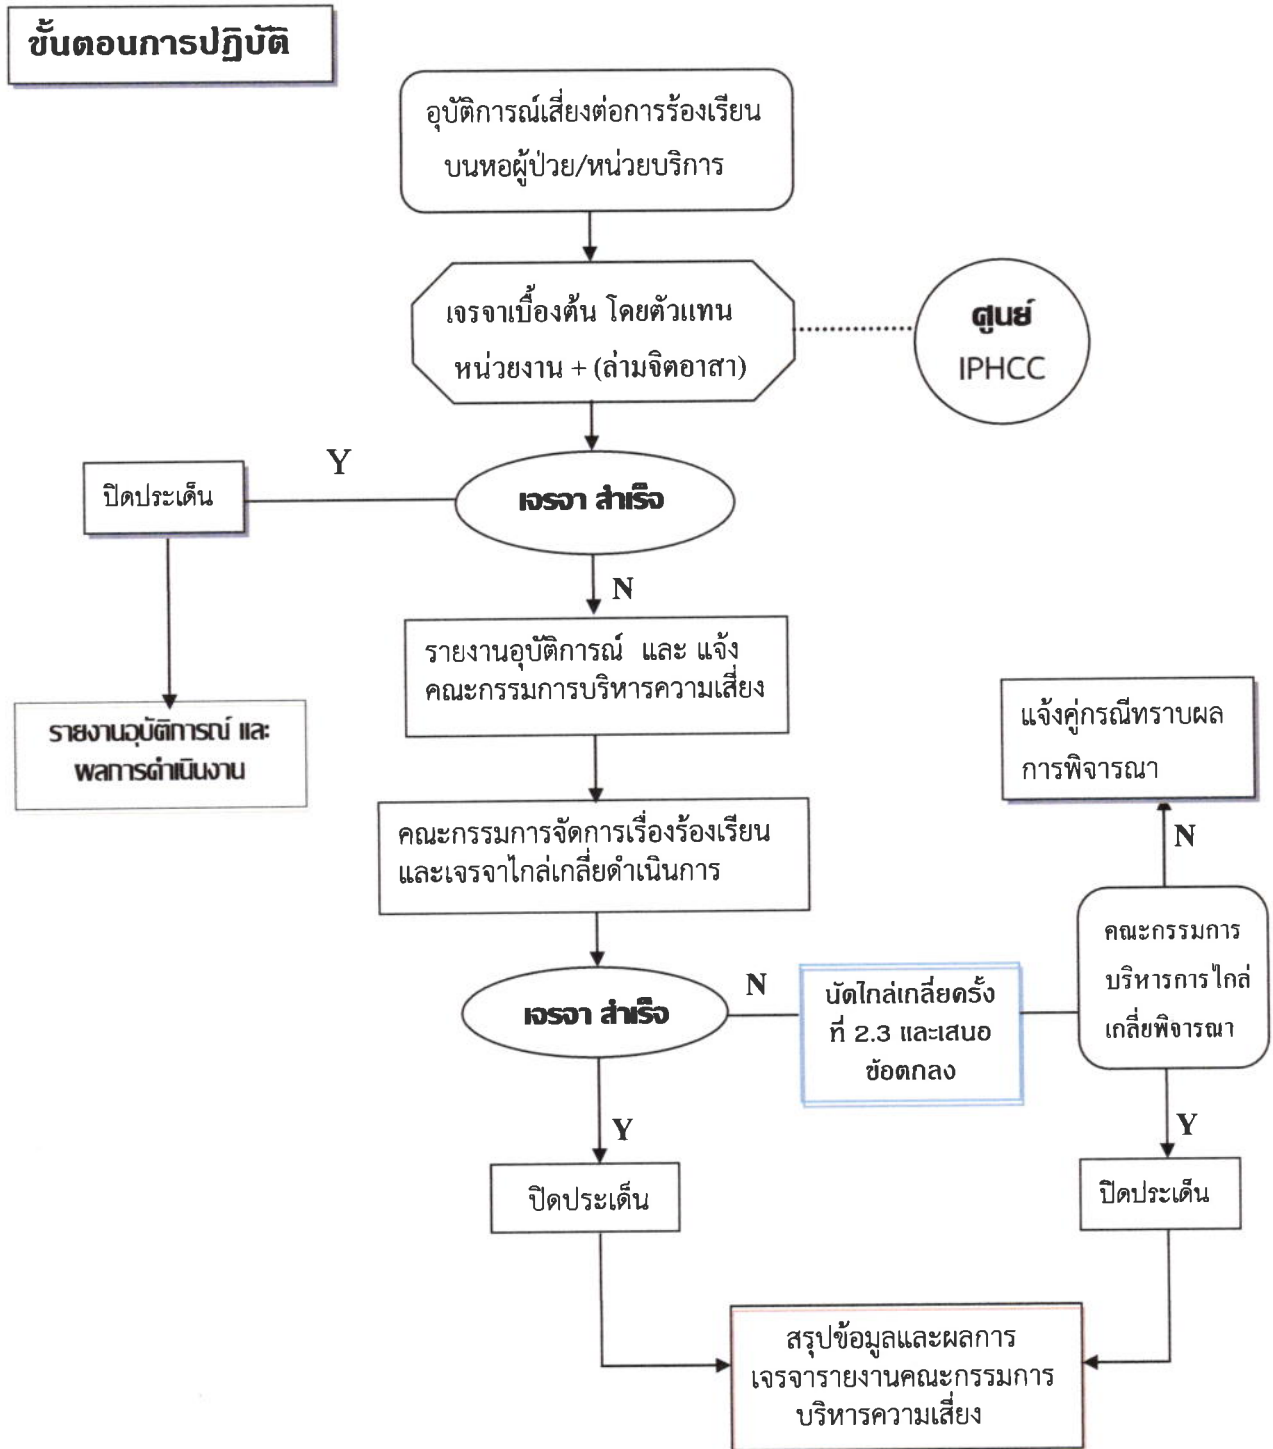 ขั้นตอนการปฏิบัติ
อุบัติการณ์เสี่ยงต่อการร้องเรียน
บนหอผู้ป่วย/หน่วยบริการ
เจรจาเบื้องต้น โดยตัวแทน
หน่วยงาน + (ล่ามจิตอาสา)
ศูนย์
IPHCC
เจรจา สำเร็จ
Y
ปิดประเด็น
N
รายงานอุบัติการณ์ และ
ผลการดำเนินงาน
รายงานอุบัติการณ์ และ แจ้ง
คณะกรรมการบริหารความเสี่ยง
คณะกรรมการจัดการเรื่องร้องเรียน
และเจรจาไกล่เกลี่ยดำเนินการ
เจรจา สำเร็จ
N
นัดไกล่เกลี่ยครั้ง
ที่ 2.3 และเสนอ
ข้อตกลง
คณะกรรมการ
บริหารการไกล่
เกลี่ยพิจารณา
N
แจ้งคู่กรณีทราบผล
การพิจารณา
Y
ปิดประเด็น
Y
ปิดประเด็น
สรุปข้อมูลและผลการ
เจรจารายงานคณะกรรมการ
บริหารความเสี่ยง